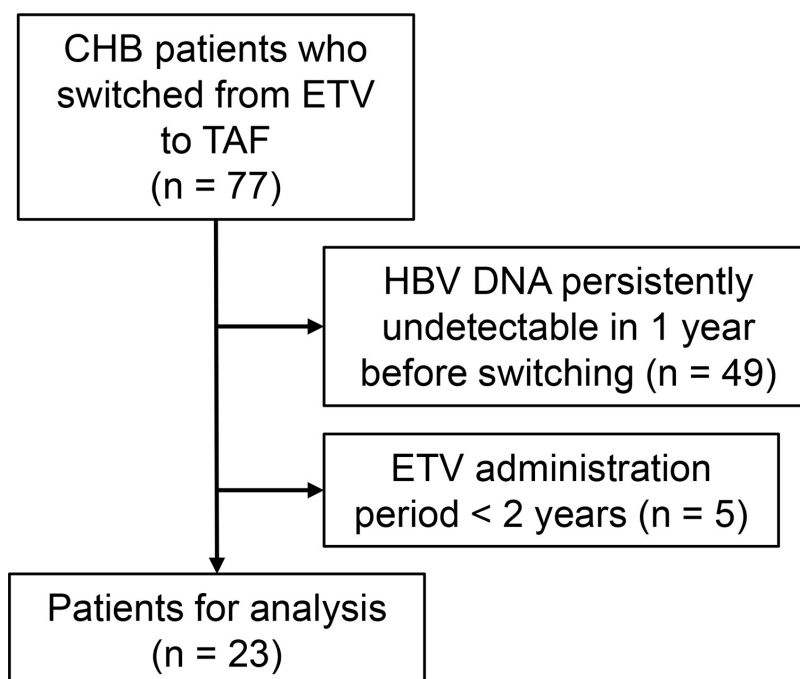 CHB patients who
switched from ETV
to TAF
(n = 77)
HBV DNA persistently
undetectable in 1 year
before switching (n = 49)
ETV administration
period < 2 years (n = 5)
Patients for analysis
(n = 23)